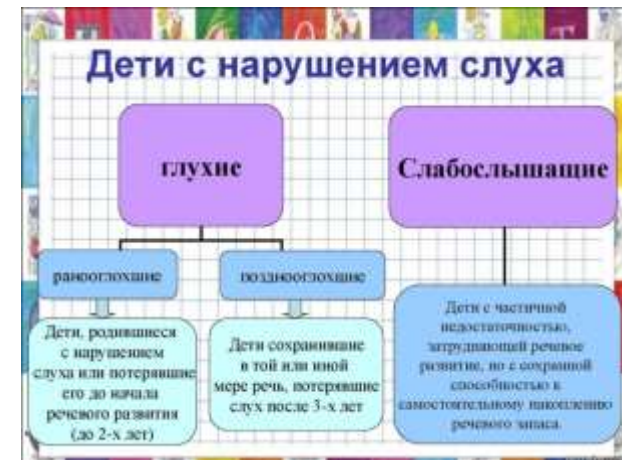 Дети с нарушением слуха
глухие
Слабослышащие
ранооглохшие
позднооглохшие
Дети, родившиеся
с нарушением
слуха или потерявшие
его до начала
речевого развития
(до 2-х лет)
Дети сохранившие
в той или иной
мере речь, потерявшие
слух после 3-х лет
Дети с частичной
недостаточностью,
затрудняющей речевое
развитие, но с сохранной
способностью к
самостоятельному накоплению
речевого запаса.